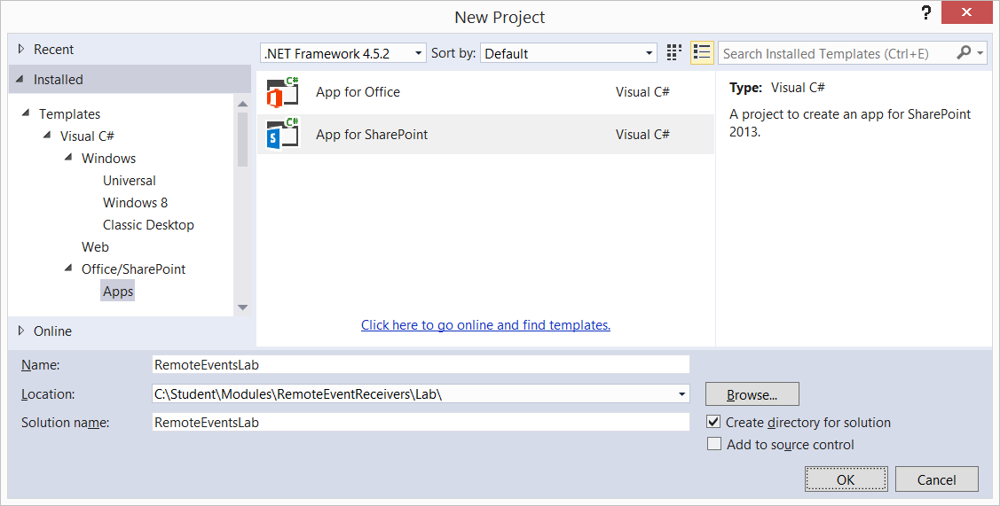 New Project
?
Recent
Installed
Templates
Visual C#
Windows
Universal
Windows 8
Classic Desktop
Web
Office/SharePoint
Apps
Online
.NET Framework 4.5.2 Sort by: Default
Search Installed Templates (Ctrl+E)
C#
App for Office Visual C#
C#
S
App for SharePoint Visual C#
Click here to go online and find templates.
Type: Visual C#
A project to create an app for SharePoint
2013.
Name: RemoteEventsLab
Location: C:\Student\Modules\RemoteEventReceivers\Lab\ Browse...
Solution name: RemoteEventsLab
Create directory for solution
Add to source control
OK Cancel